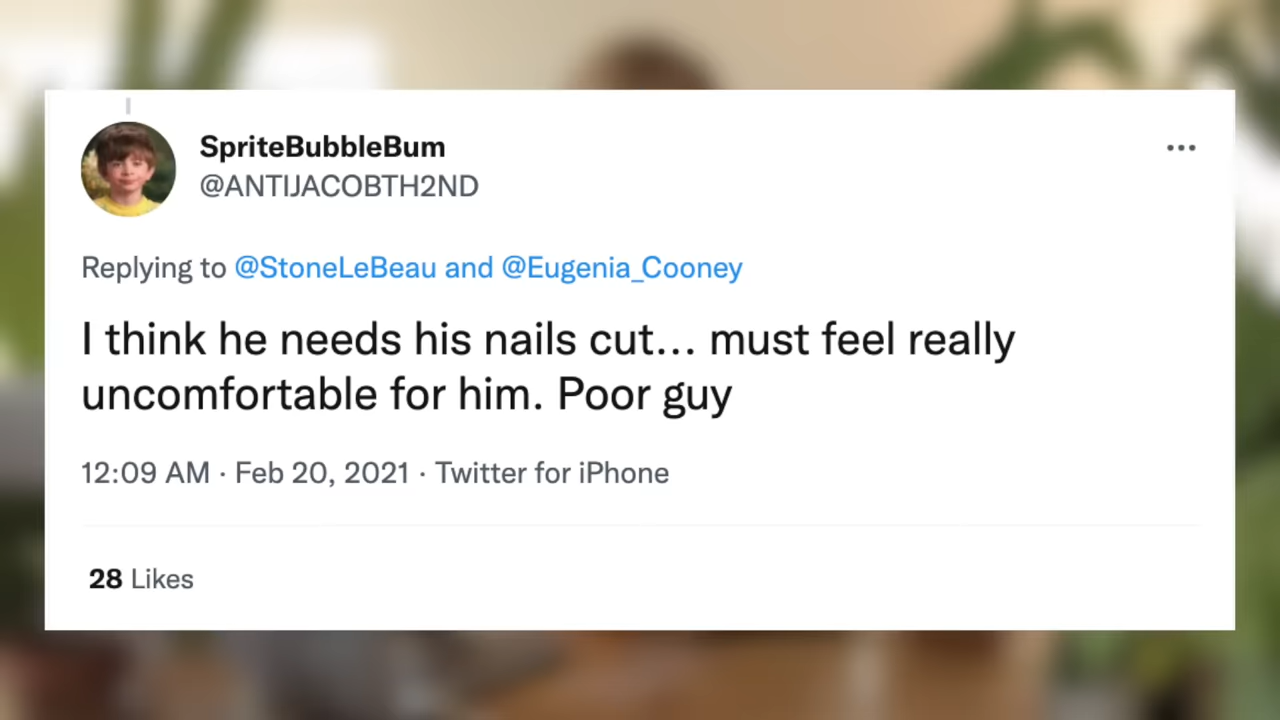 SpriteBubbleBum
@ANTIJACOBTH2ND
Replying to @StoneLeBeau and @Eugenia_Cooney
I think he needs his nails cut... must feel really
uncomfortable for him. Poor guy
12:09 AM · Feb 20, 2021 · Twitter for iPhone
28 Likes